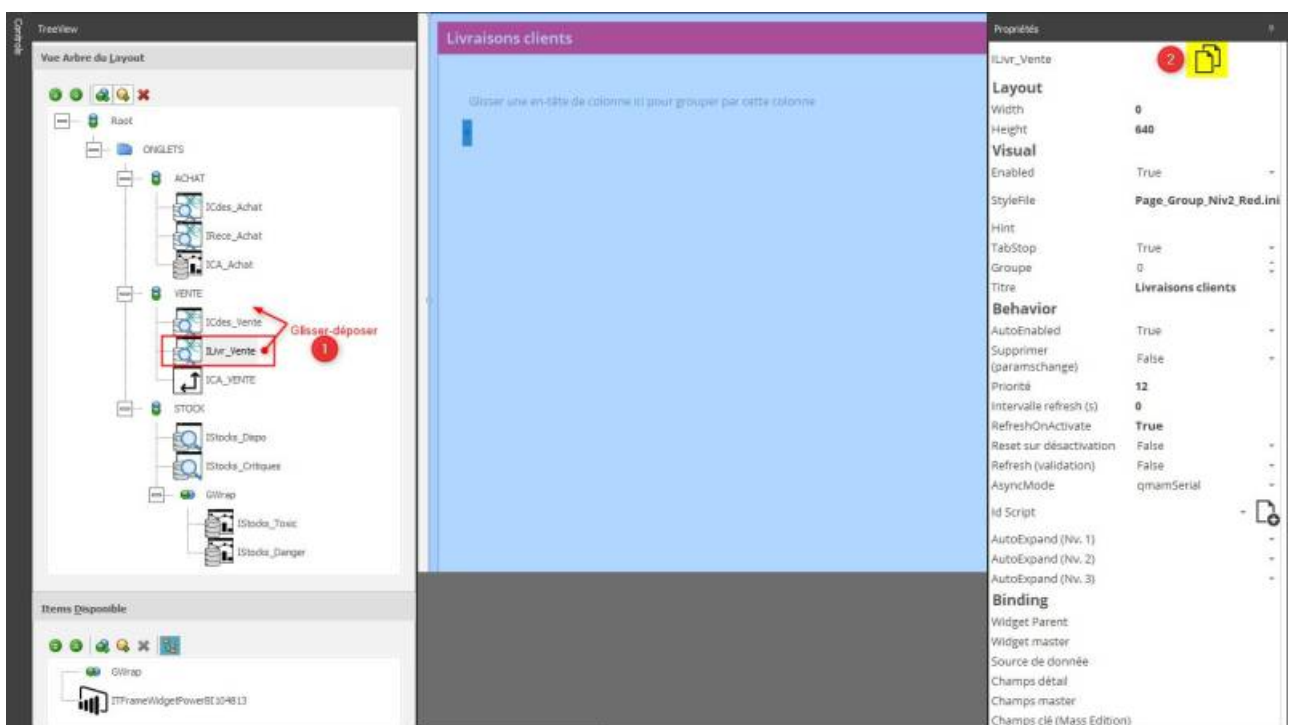 Controle
TreeView
Vue Arbre du Layout
Root
ONGLETS
ACHAT
ICdes_Achat
IRece_Achat
ICA_Achat
VENTE
ICdes_Vente
Glisser-déposer
1
ILivr_Vente
ICA_VENTE
STOCK
IStocks_Dispo
IStocks_Critiques
GWrap
IStocks_Toxic
IStocks_Danger
Items Disponible
GWrap
ITFrameWidgetPowerBI104813
Livraisons clients
Glisser une en-tête de colonne ici pour grouper par cette colonne
Propriétés
ILivr_Vente
2
Layout
Width 0
Height 640
Visual
Enabled True
StyleFile Page_Group_Niv2_Red.ini
Hint
TabStop True
Groupe 0
Titre Livraisons clients
Behavior
AutoEnabled True
Supprimer
(paramschange) False
Priorité 12
Intervalle refresh (s) 0
RefreshOnActivate True
Reset sur désactivation False
Refresh (validation) False
AsyncMode qmamSerial
Id Script
AutoExpand (Nv. 1)
AutoExpand (Nv. 2)
AutoExpand (Nv. 3)
Binding
Widget Parent
Widget master
Source de donnée
Champs détail
Champs master
Champs clé (Mass Edition)